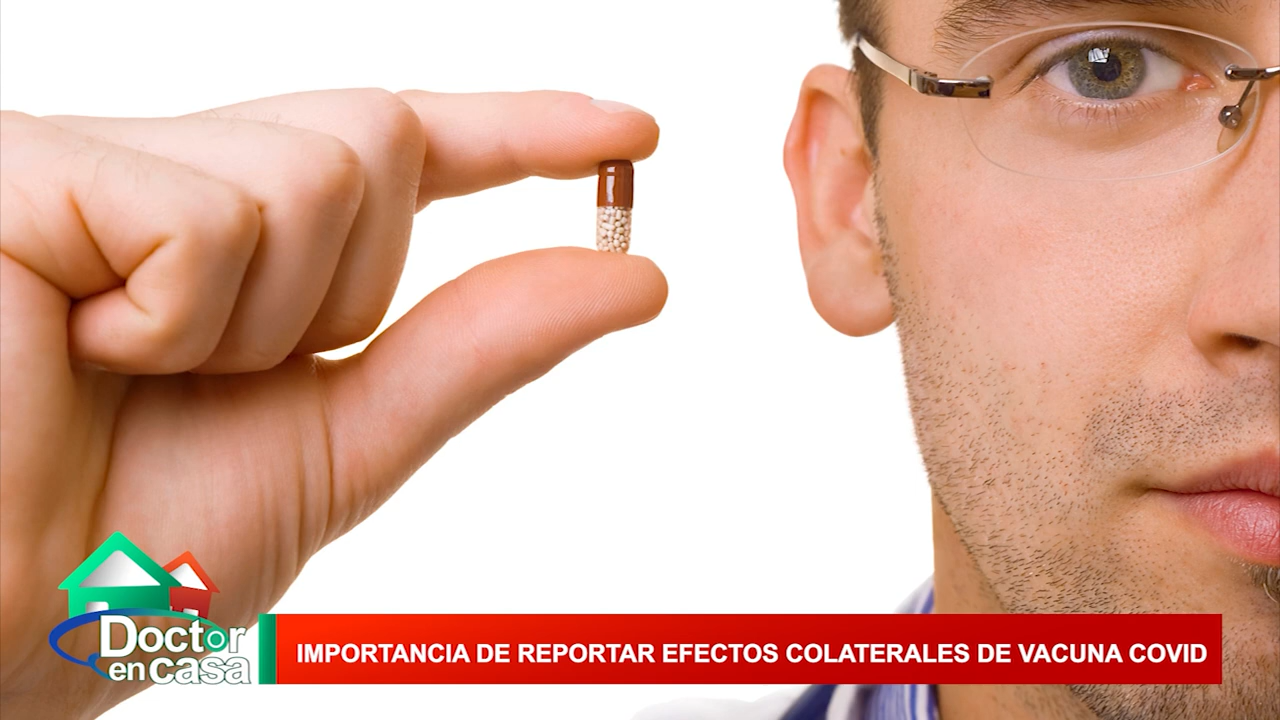 Doctor
en casa
IMPORTANCIA DE REPORTAR EFECTOS COLATERALES DE VACUNA COVID